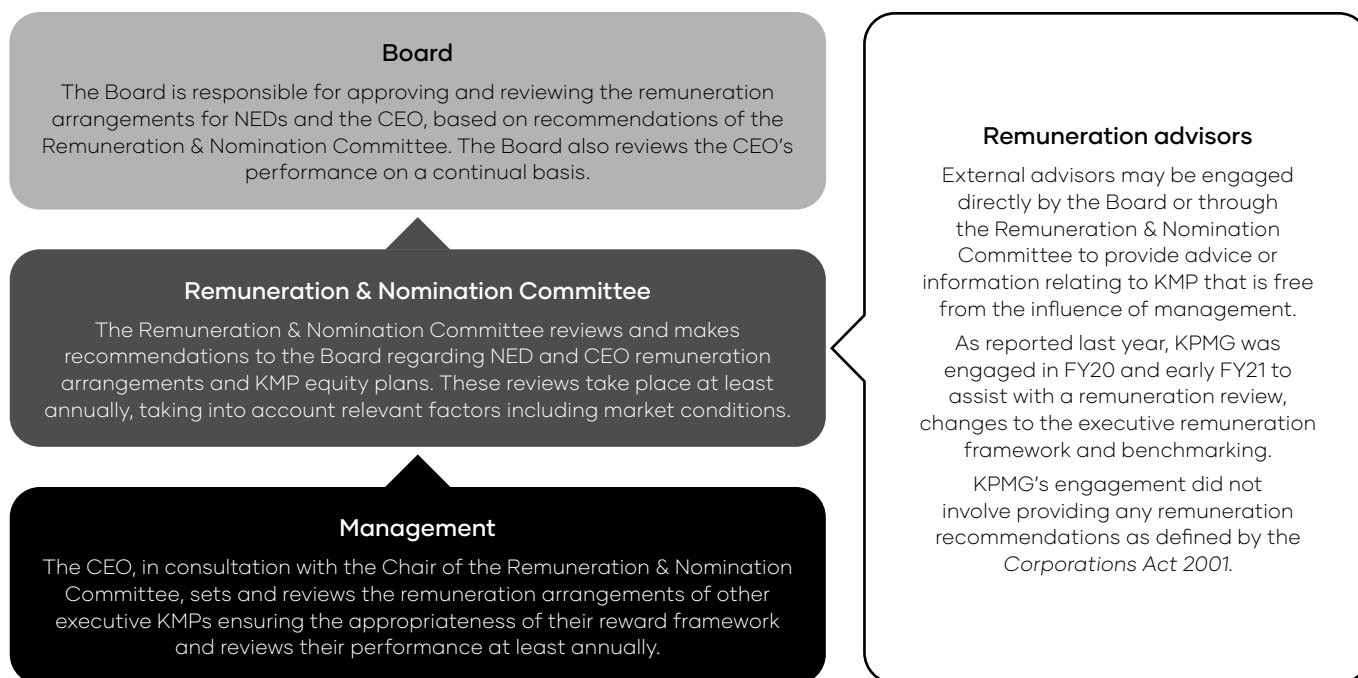 Board
The Board is responsible for approving and reviewing the remuneration
arrangements for NEDs and the CEO, based on recommendations of the
Remuneration & Nomination Committee. The Board also reviews the CEO’s
performance on a continual basis.
Remuneration & Nomination Committee
The Remuneration & Nomination Committee reviews and makes
recommendations to the Board regarding NED and CEO remuneration
arrangements and KMP equity plans. These reviews take place at least
annually, taking into account relevant factors including market conditions.
Management
The CEO, in consultation with the Chair of the Remuneration & Nomination
Committee, sets and reviews the remuneration arrangements of other
executive KMPs ensuring the appropriateness of their reward framework
and reviews their performance at least annually.
Remuneration advisors
External advisors may be engaged
directly by the Board or through
the Remuneration & Nomination
Committee to provide advice or
information relating to KMP that is free
from the influence of management.
As reported last year, KPMG was
engaged in FY20 and early FY21 to
assist with a remuneration review,
changes to the executive remuneration
framework and benchmarking.
KPMG’s engagement did not
involve providing any remuneration
recommendations as defined by the
Corporations Act 2001.